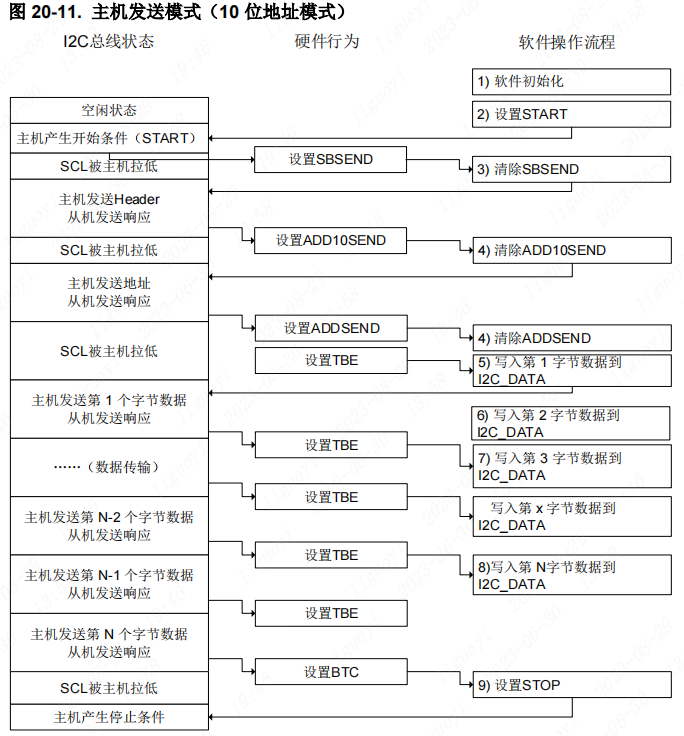 图 20-11. 主机发送模式（10 位地址模式）
I2C总线状态
硬件行为
软件操作流程
1) 软件初始化
空闲状态
2) 设置START
主机产生开始条件（START）
设置SBSEND
SCL被主机拉低
3) 清除SBSEND
主机发送Header
从机发送响应
设置ADD10SEND
SCL被主机拉低
4) 清除ADD10SEND
主机发送地址
从机发送响应
设置ADDSEND
4) 清除ADDSEND
SCL被主机拉低
设置TBE
5) 写入第 1 字节数据到
I2C_DATA
主机发送第 1 个字节数据
从机发送响应
6) 写入第 2 字节数据到
I2C_DATA
设置TBE
7) 写入第 3 字节数据到
I2C_DATA
……（数据传输）
设置TBE
写入第 x 字节数据到
I2C_DATA
主机发送第 N-2 个字节数据
从机发送响应
设置TBE
8)写入第 N字节数据到
I2C_DATA
主机发送第 N-1 个字节数据
从机发送响应
设置TBE
主机发送第 N 个字节数据
从机发送响应
设置BTC
SCL被主机拉低
9) 设置STOP
主机产生停止条件